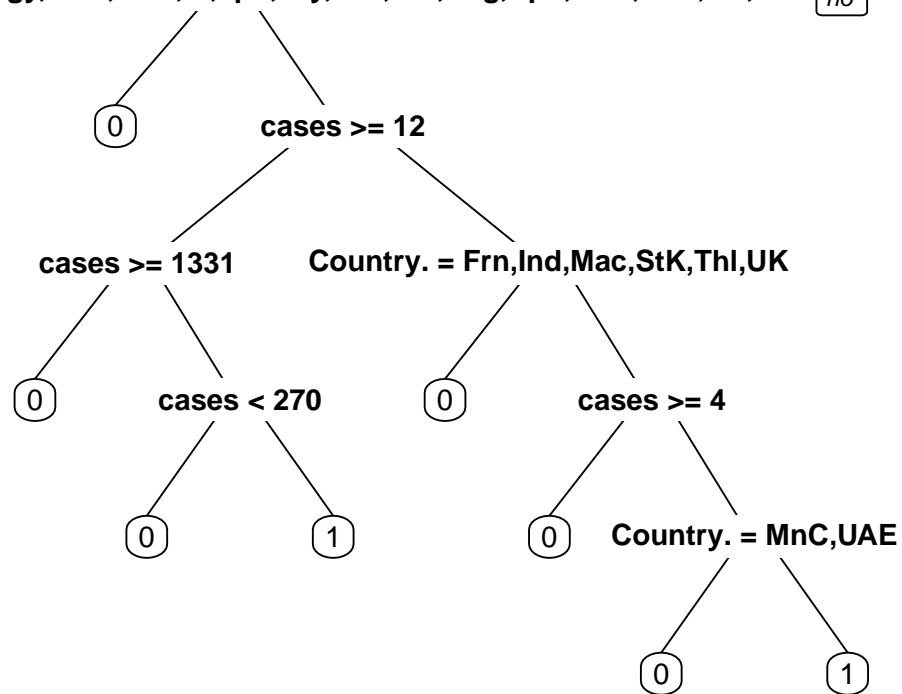 no
0
cases >= 12
cases >= 1331
Country. = Frn,Ind,Mac,StK,Thl,UK
0
cases < 270
0
cases >= 4
0
1
0
Country. = MnC,UAE
0
1